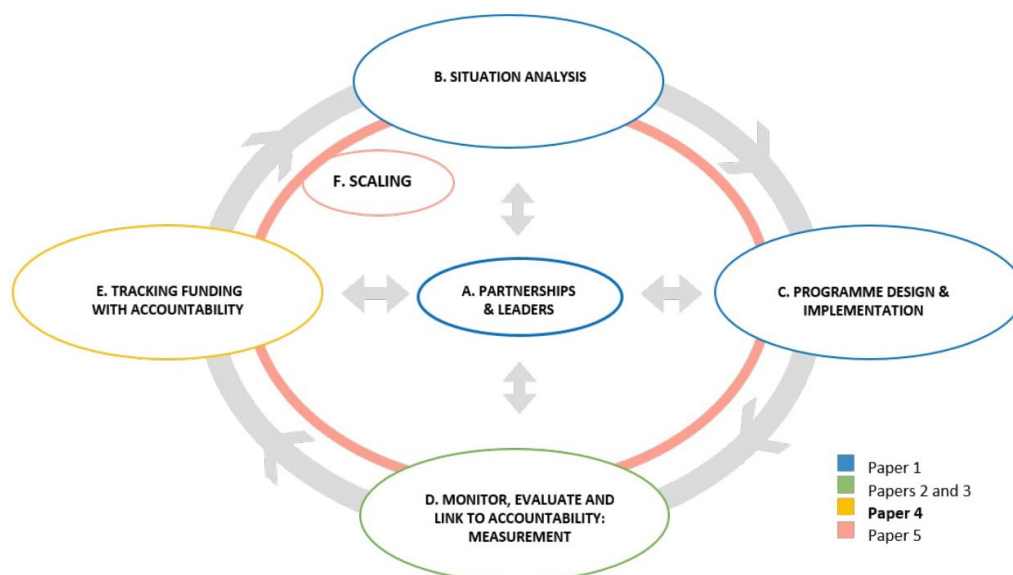 B. SITUATION ANALYSIS
F. SCALING
E. TRACKING FUNDING
WITH ACCOUNTABILITY
A. PARTNERSHIPS
& LEADERS
C. PROGRAMME DESIGN &
IMPLEMENTATION
D. MONITOR, EVALUATE AND
LINK TO ACCOUNTABILITY:
MEASUREMENT
Paper 1
Papers 2 and 3
Paper 4
Paper 5